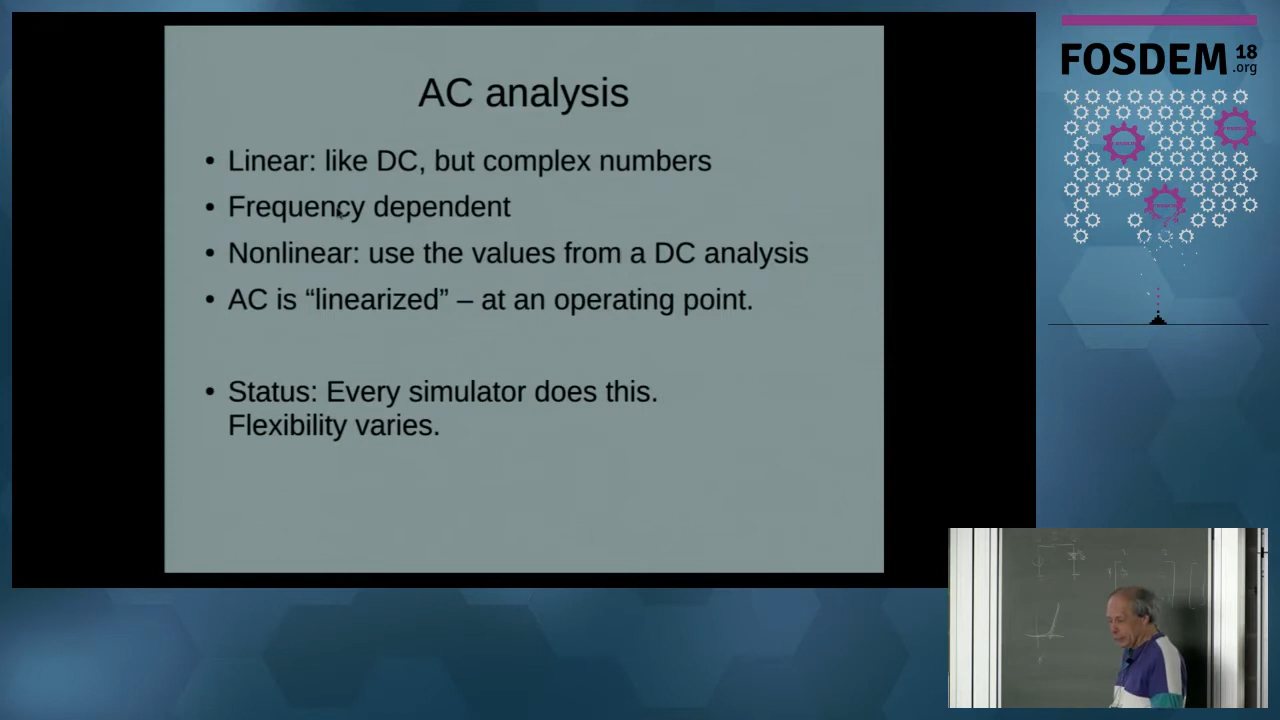 AC analysis
• Linear: like DC, but complex numbers
• Frequency dependent
• Nonlinear: use the values from a DC analysis
• AC is “linearized” – at an operating point.
• Status: Every simulator does this.
Flexibility varies.
FOSDEM 18
.org